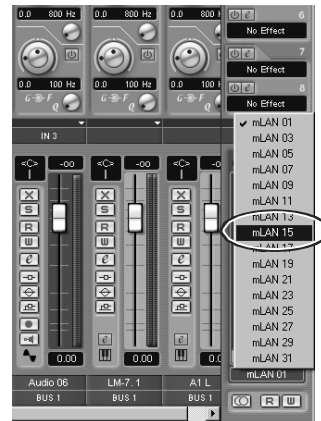 0.0 800 Hz 0.0 800 Hz 0.0 800 H
0.0 100 Hz 0.0 100 Hz 0.0 100 H
G F Q G F Q G F Q
IN 3
e 6
No Effect
e 7
No Effect
e 8
No Effect
✓ mLAN 01
mLAN 03
mLAN 05
mLAN 07
mLAN 09
mLAN 11
mLAN 13
mLAN 15
mLAN 17
mLAN 19
mLAN 21
mLAN 23
mLAN 25
mLAN 27
mLAN 29
mLAN 31
mLAN 01
R W
<C> -oo <C> -oo <C> -o
X X X
S S S
R R R
W W W
e e e
e e
0.00 0.00 0.0
Audio 06 LM-7. 1 A1 L
BUS 1 BUS 1 BUS 1